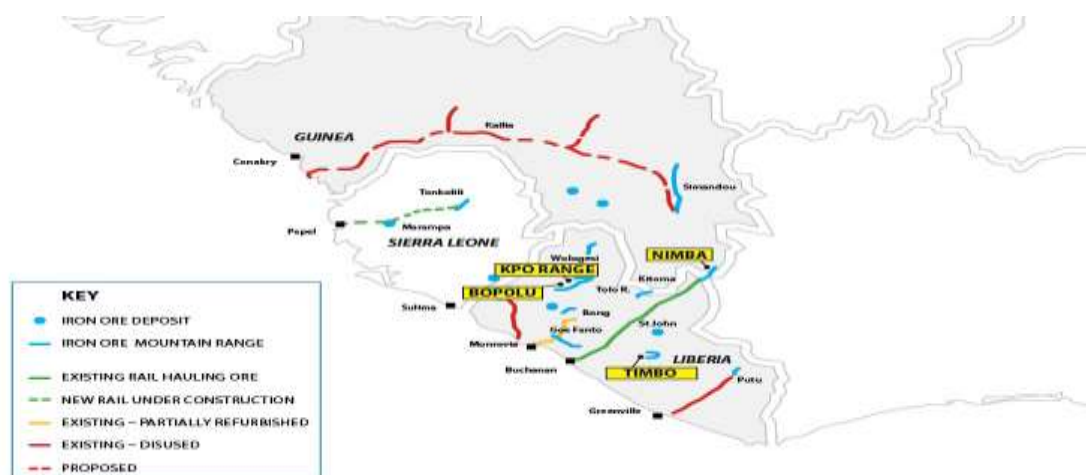 GUINEA
Kallia
Conakry
Simandou
Tonkolili
Marampa
Pepel
SIERRA LEONE
NIMBA
Wologesi
KPO RANGE
Kitoma
BOPOLU
Tolo R.
Sulima
Bong
Goe Fanto
St John
Monrovia
LIBERIA
Buchanan
TIMBO
Putu
Greenville
KEY
IRON ORE DEPOSIT
IRON ORE MOUNTAIN RANGE
EXISTING RAIL HAULING ORE
NEW RAIL UNDER CONSTRUCTION
EXISTING – PARTIALLY REFURBISHED
EXISTING – DISUSED
PROPOSED